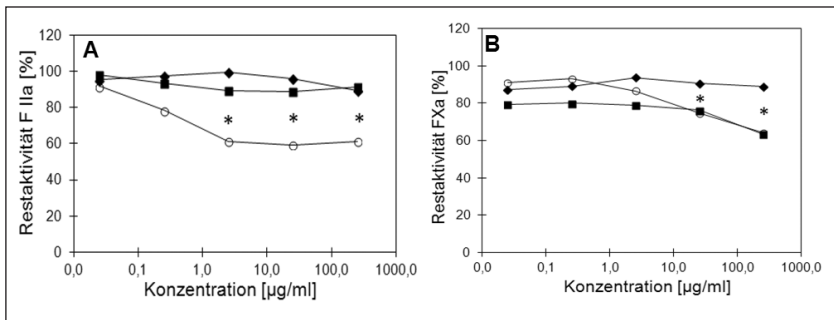 A
Restaktivität F IIa [%]
120
100
80
60
40
20
0
* * *
0,0 0,1 1,0 10,0 100,0 1000,0
Konzentration [µg/ml]
B
Restaktivität FXa [%]
120
100
80
60
40
20
0
* *
0,0 0,1 1,0 10,0 100,0 1000,0
Konzentration [µg/ml]